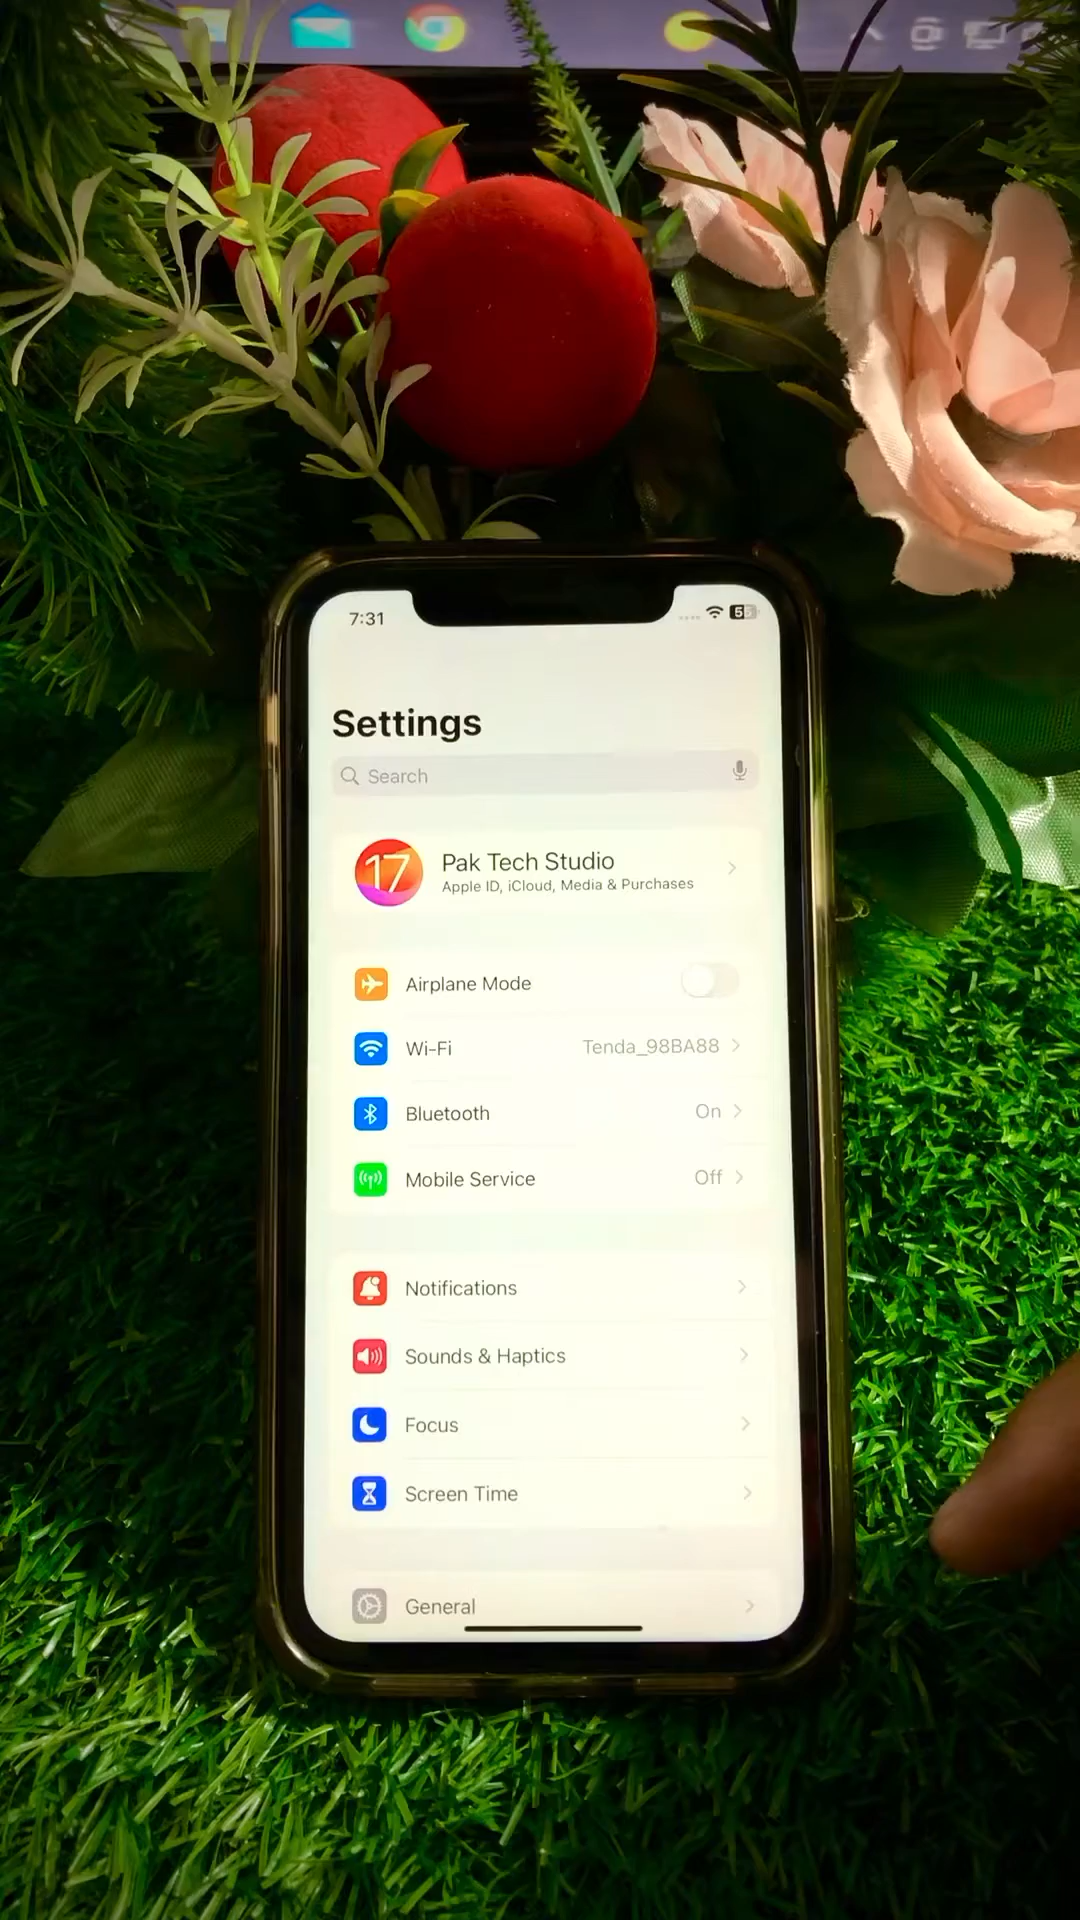 7:31
55
Settings
Search
17
Pak Tech Studio
Apple ID, iCloud, Media & Purchases
Airplane Mode
Wi-Fi
Tenda_98BA88
Bluetooth
On
Mobile Service
Off
Notifications
Sounds & Haptics
Focus
Screen Time
General